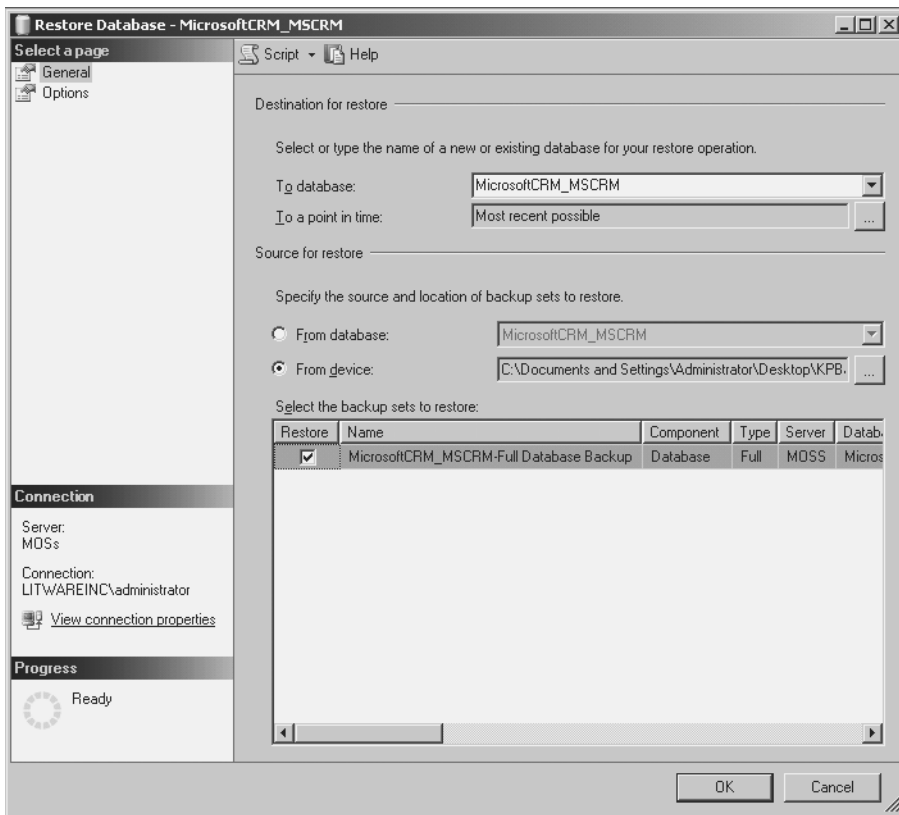 Restore Database - MicrosoftCRM_MSCRM
Select a page
General
Options
Script
Help
Destination for restore
Select or type the name of a new or existing database for your restore operation.
To database:
MicrosoftCRM_MSCRM
To a point in time:
Most recent possible
...
Source for restore
Specify the source and location of backup sets to restore.
From database:
MicrosoftCRM_MSCRM
From device:
C:\Documents and Settings\Administrator\Desktop\KPB.
...
Select the backup sets to restore:
Restore Name Component Type Server Datab
MicrosoftCRM_MSCRM-Full Database Backup Database Full MOSS Micros
Connection
Server:
MOSs
Connection:
LITWAREINC\administrator
View connection properties
Progress
Ready
OK Cancel